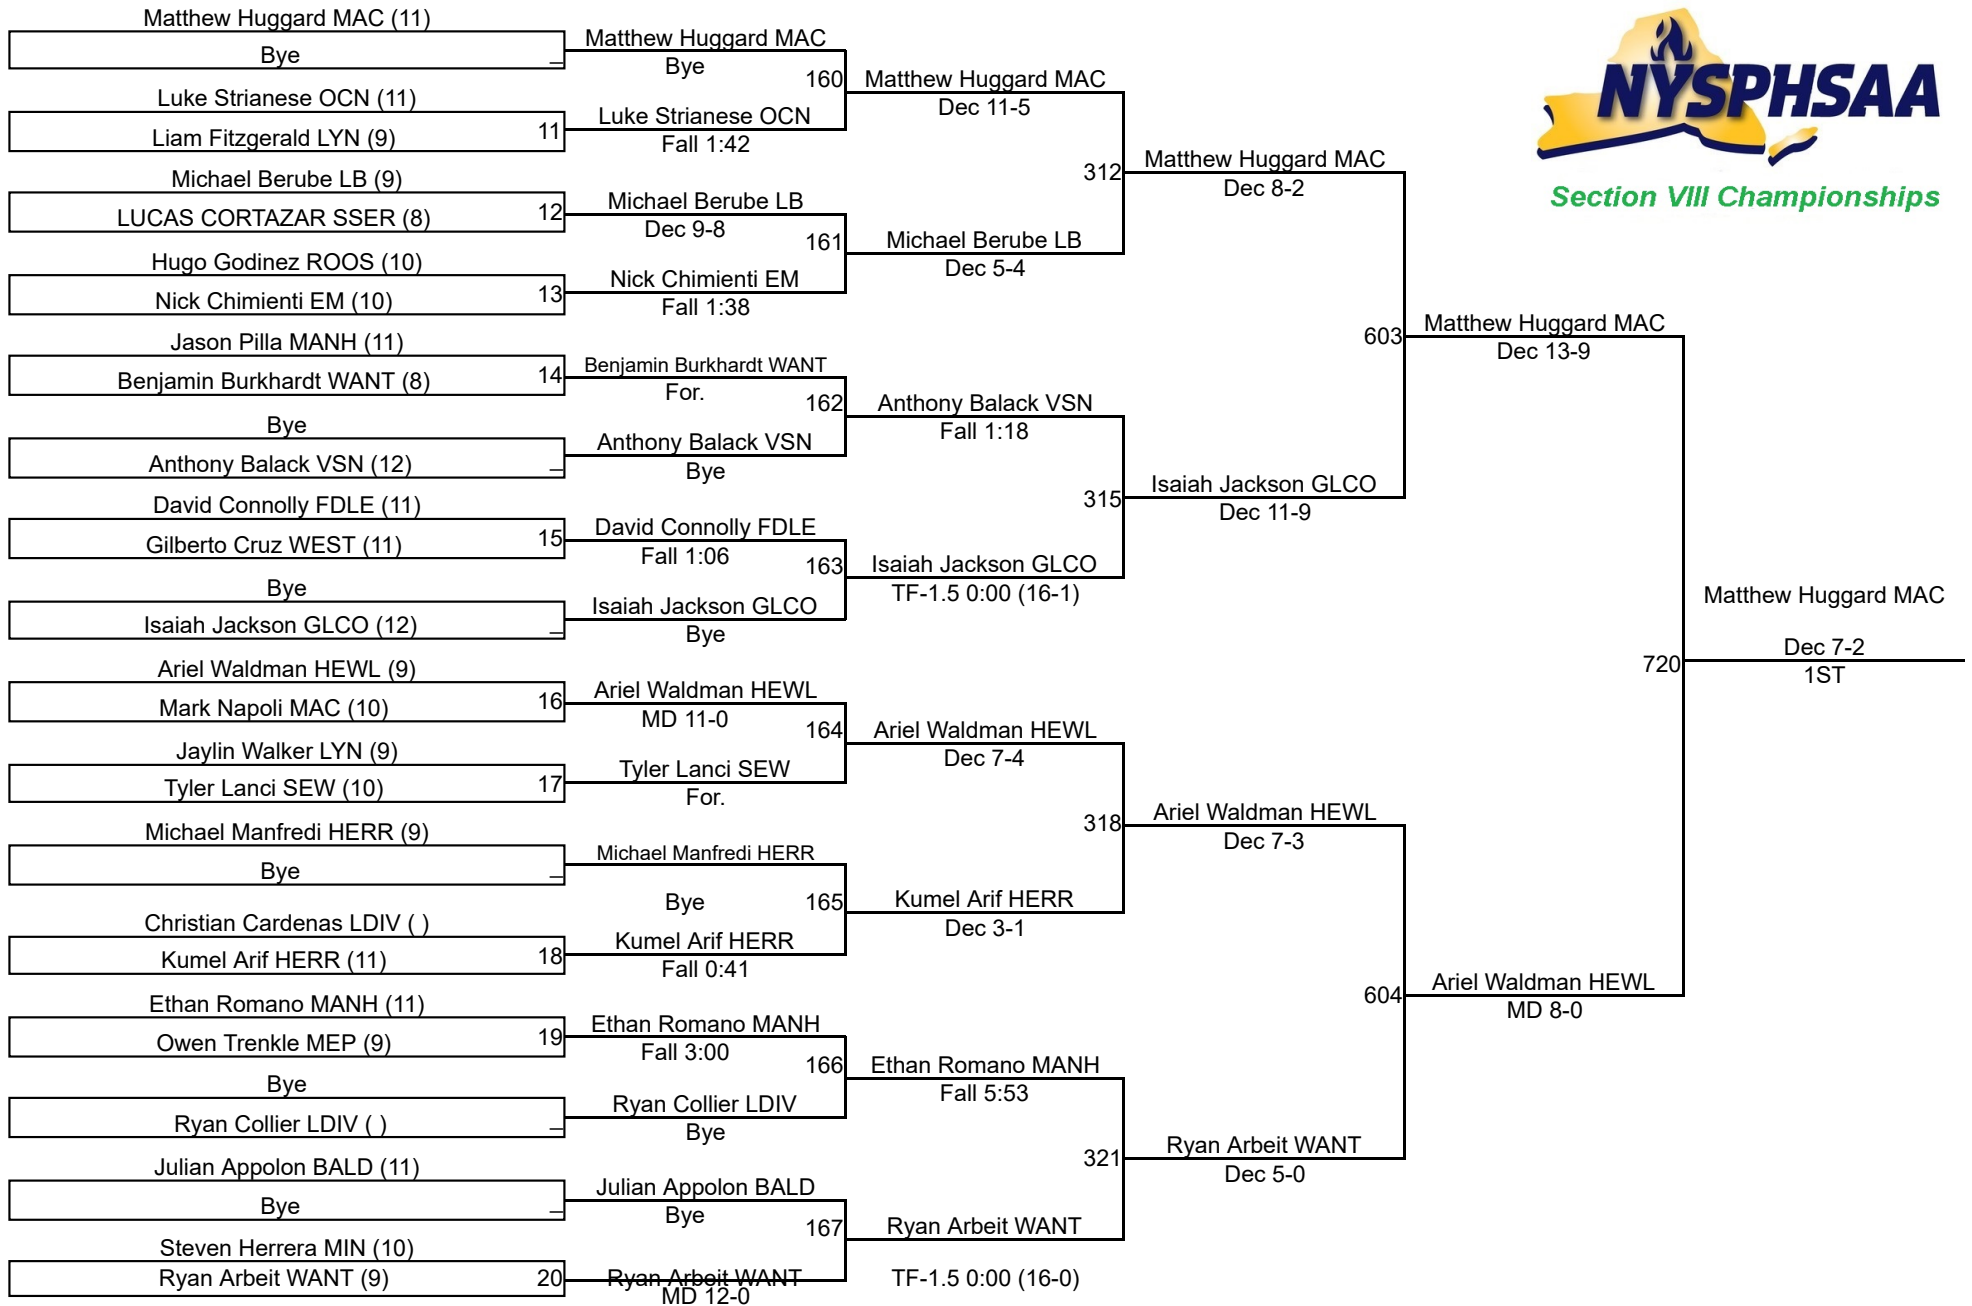 Matthew Huggard MAC (11)
Bye
_
Luke Strianese OCN (11)
Liam Fitzgerald LYN (9)
11
Michael Berube LB (9)
LUCAS CORTAZAR SSER (8)
12
Hugo Godinez ROOS (10)
Nick Chimienti EM (10)
13
Jason Pilla MANH (11)
Benjamin Burkhardt WANT (8)
14
Bye
Anthony Balack VSN (12)
_
David Connolly FDLE (11)
Gilberto Cruz WEST (11)
15
Bye
Isaiah Jackson GLCO (12)
_
Ariel Waldman HEWL (9)
Mark Napoli MAC (10)
16
Jaylin Walker LYN (9)
Tyler Lanci SEW (10)
17
Michael Manfredi HERR (9)
Bye
_
Christian Cardenas LDIV ( )
Kumel Arif HERR (11)
18
Ethan Romano MANH (11)
Owen Trenkle MEP (9)
19
Bye
Ryan Collier LDIV ( )
_
Julian Appolon BALD (11)
Bye
_
Steven Herrera MIN (10)
Ryan Arbeit WANT (9)
20
Matthew Huggard MAC
Bye
160
Luke Strianese OCN
Fall 1:42
Michael Berube LB
Dec 9-8
161
Nick Chimienti EM
Fall 1:38
Benjamin Burkhardt WANT
For.
162
Anthony Balack VSN
Bye
David Connolly FDLE
Fall 1:06
163
Isaiah Jackson GLCO
Bye
Ariel Waldman HEWL
MD 11-0
164
Tyler Lanci SEW
For.
Michael Manfredi HERR
Bye
165
Kumel Arif HERR
Fall 0:41
Ethan Romano MANH
Fall 3:00
166
Ryan Collier LDIV
Bye
Julian Appolon BALD
Bye
167
Ryan Arbeit WANT
MD 12-0
Matthew Huggard MAC
Dec 11-5
312
Michael Berube LB
Dec 5-4
Anthony Balack VSN
Fall 1:18
315
Isaiah Jackson GLCO
TF-1.5 0:00 (16-1)
Ariel Waldman HEWL
Dec 7-4
318
Kumel Arif HERR
Dec 3-1
Ethan Romano MANH
Fall 5:53
321
Ryan Arbeit WANT
TF-1.5 0:00 (16-0)
Matthew Huggard MAC
Dec 8-2
603
Isaiah Jackson GLCO
Dec 11-9
Ariel Waldman HEWL
Dec 7-3
604
Ryan Arbeit WANT
Dec 5-0
Matthew Huggard MAC
Dec 13-9
720
Ariel Waldman HEWL
MD 8-0
NYSPHSAA
Section VIII Championships
Matthew Huggard MAC
Dec 7-2
1ST